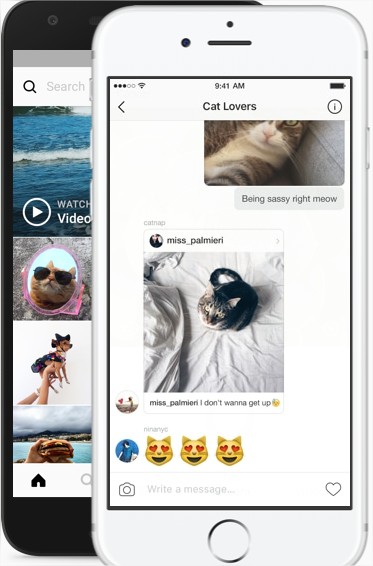 Search
WATCH
Video
9:41 AM
Cat Lovers
Being sassy right meow
catnap
miss_palmieri
miss_palmieri I don't wanna get up
ninanyc
Write a message...